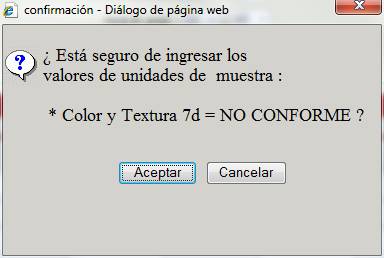 confirmación - Diálogo de página web
¿ Está seguro de ingresar los
valores de unidades de muestra :
* Color y Textura 7d = NO CONFORME ?
Aceptar
Cancelar